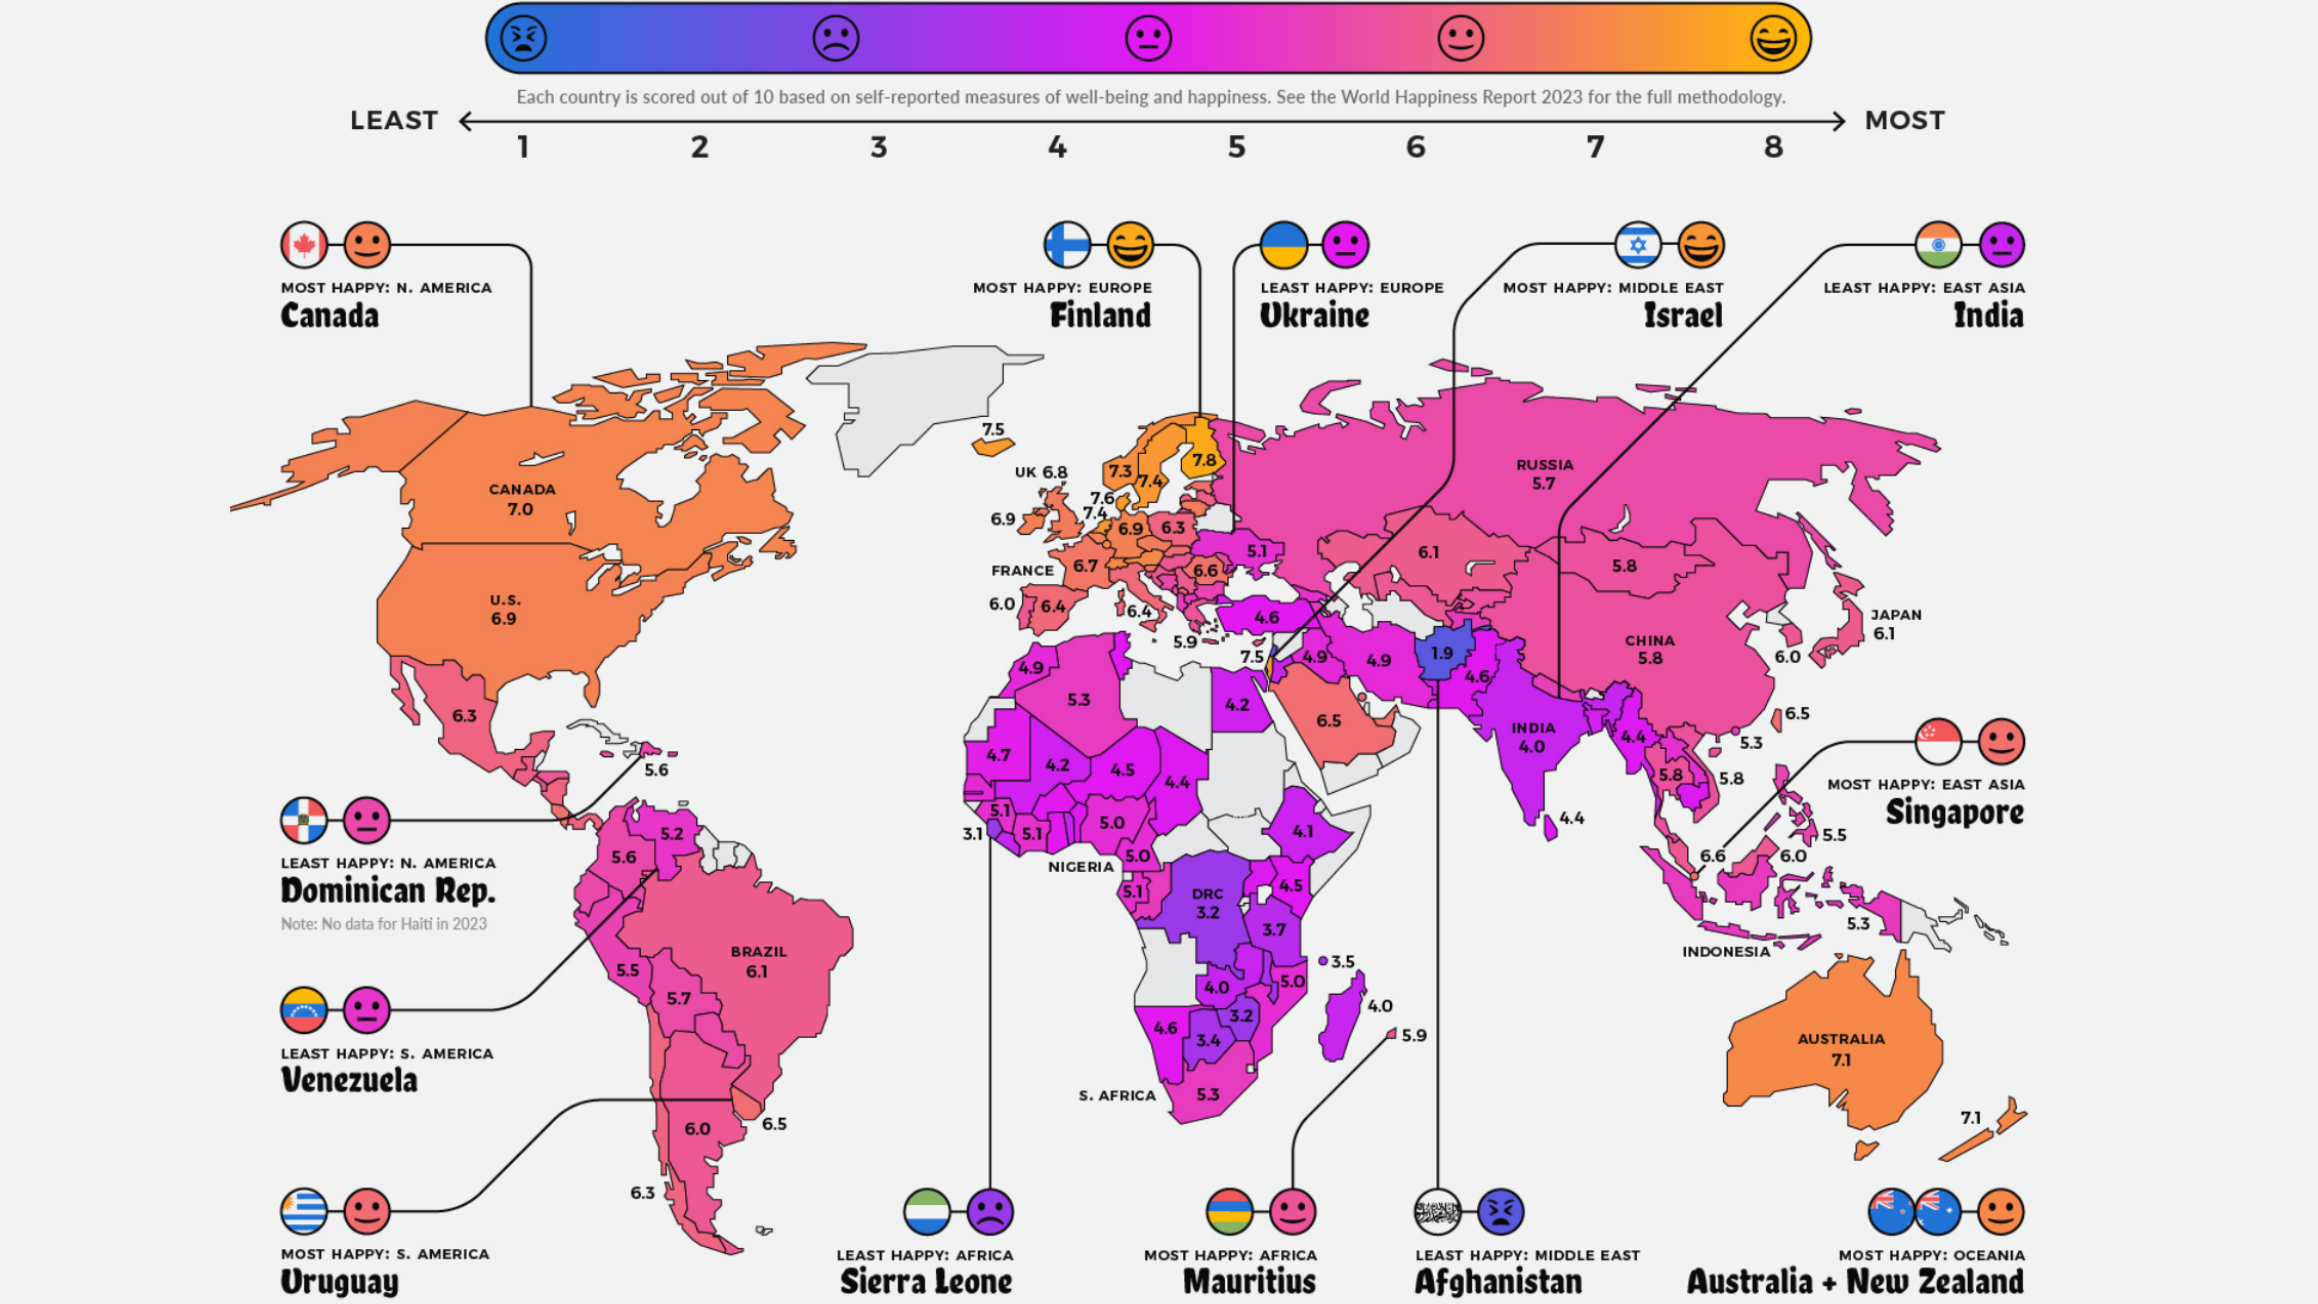 Each country is scored out of 10 based on self-reported measures of well-being and happiness. See the World Happiness Report 2023 for the full methodology.
LEAST
MOST
1 2 3 4 5 6 7 8
MOST HAPPY: N. AMERICA
Canada
MOST HAPPY: EUROPE
Finland
LEAST HAPPY: EUROPE
Ukraine
MOST HAPPY: MIDDLE EAST
Israel
LEAST HAPPY: EAST ASIA
India
CANADA
7.0
U.S.
6.9
6.3
5.6
7.5
UK 6.8
6.9
7.3
7.4
7.8
7.6
7.4
6.9
6.3
FRANCE
6.7
6.6
5.1
6.0
6.4
6.4
5.9
4.6
RUSSIA
5.7
6.1
5.8
CHINA
5.8
JAPAN
6.1
6.0
7.5
4.9
4.9
1.9
4.6
6.5
INDIA
4.0
4.4
4.4
5.8
5.8
5.3
6.5
5.5
6.6
6.0
5.3
INDONESIA
4.9
5.3
4.2
4.7
4.2
4.5
4.4
5.1
3.1
5.1
5.0
NIGERIA
5.0
5.1
4.1
4.5
DRC
3.2
3.7
3.5
4.0
5.0
4.0
5.9
4.6
3.4
3.2
S. AFRICA
5.3
5.2
5.6
BRAZIL
6.1
5.5
5.7
6.0
6.5
6.3
AUSTRALIA
7.1
7.1
LEAST HAPPY: N. AMERICA
Dominican Rep.
Note: No data for Haiti in 2023
LEAST HAPPY: S. AMERICA
Venezuela
MOST HAPPY: EAST ASIA
Singapore
MOST HAPPY: S. AMERICA
Uruguay
LEAST HAPPY: AFRICA
Sierra Leone
MOST HAPPY: AFRICA
Mauritius
LEAST HAPPY: MIDDLE EAST
Afghanistan
MOST HAPPY: OCEANIA
Australia + New Zealand